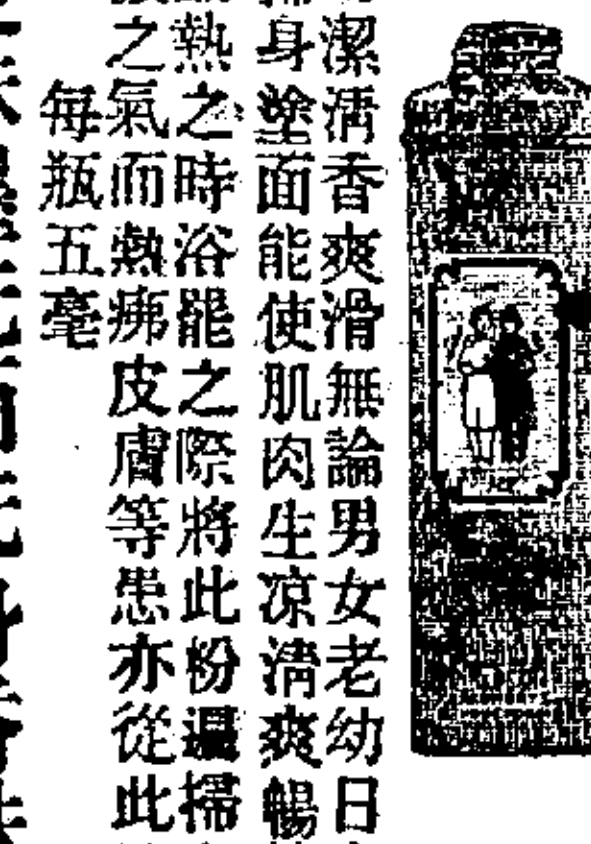 潔淸香爽滑無論男女老幼日
身塗面能使肌肉生凉淸爽暢
熱之時浴罷之際將此粉遍掃
之氣而熱疿皮膚等患亦從此
每瓶五毫